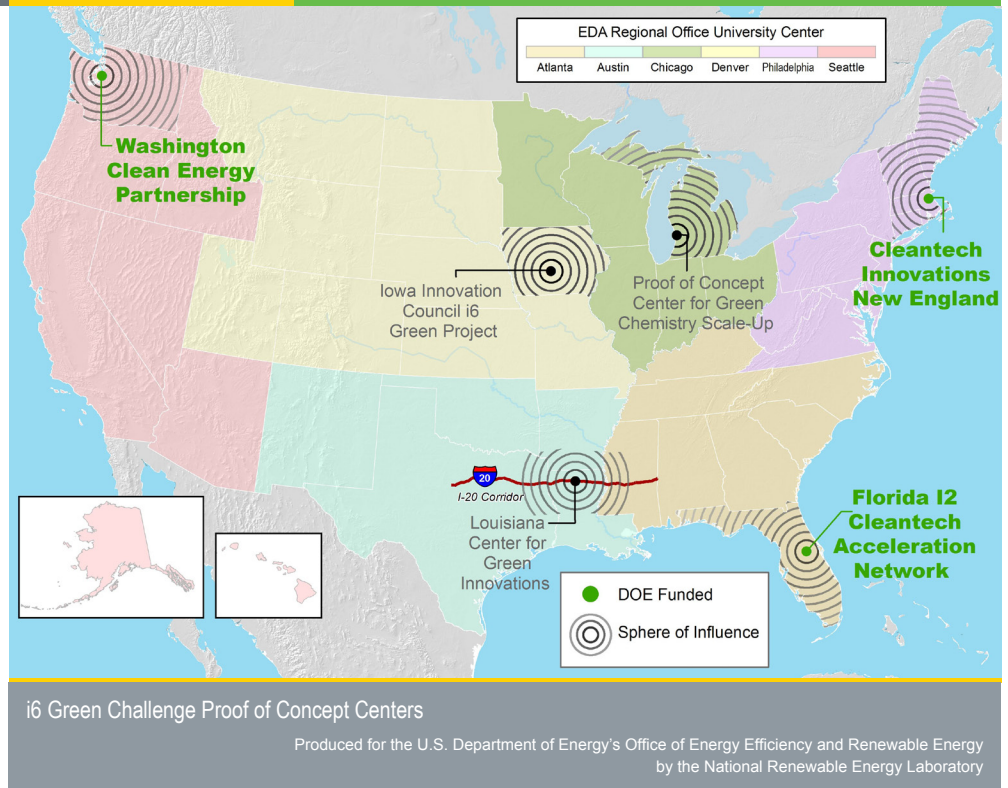 EDA Regional Office University Center
Atlanta Austin Chicago Denver Philadelphia Seattle
Washington
Clean Energy
Partnership
Iowa Innovation
Council i6
Green Project
Proof of Concept
Center for Green
Chemistry Scale-Up
Cleantech
Innovations
New England
20
I-20 Corridor
Louisiana
Center for
Green
Innovations
Florida I2
Cleantech
Acceleration
Network
DOE Funded
Sphere of Influence
i6 Green Challenge Proof of Concept Centers
Produced for the U.S. Department of Energy's Office of Energy Efficiency and Renewable Energy
by the National Renewable Energy Laboratory